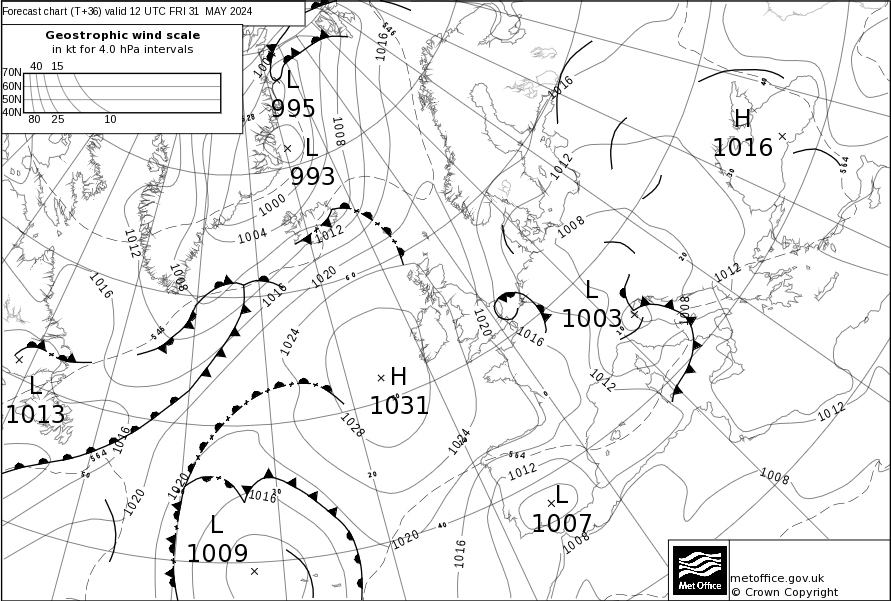 Forecast chart (T+36) valid 12 UTC FRI 31 MAY 2024
Geostrophic wind scale
in kt for 4.0 hPa intervals
40 15
70N
60N
50N
40N
80 25 10
546
1016
L
995
1016
40
H
1016
1008
L
993
1012
564
1000
1004
1012
1012
1008
1020
60
20
1012
1016
1008
1016
L
1003
1008
1020
1016
10
546
1024
L
1013
H
1031
1012
0
1012
1028
1016
1024
564
50
564
1012
20
1008
1020
1020
1016
30
L
1007
L
1009
1020
40
1016
1008
Met Office
metoffice.gov.uk
© Crown Copyright